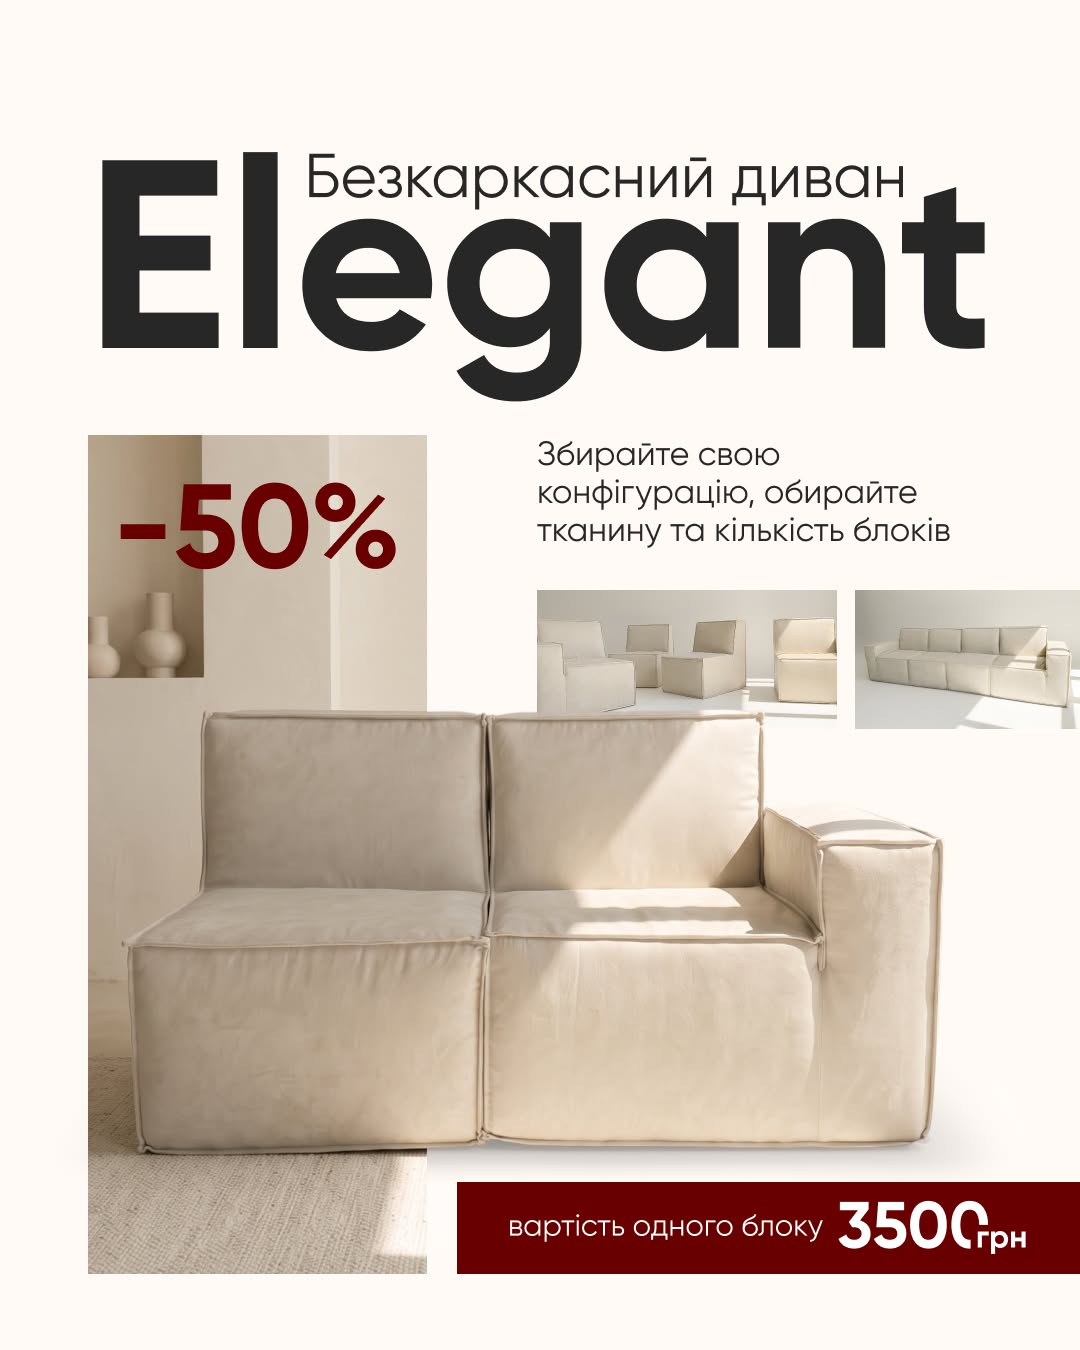 Безкаркасний диван
Elegant
-50%
Збирайте свою
конфігурацію, обирайте
тканину та кількість блоків
вартість одного блоку 3500грн